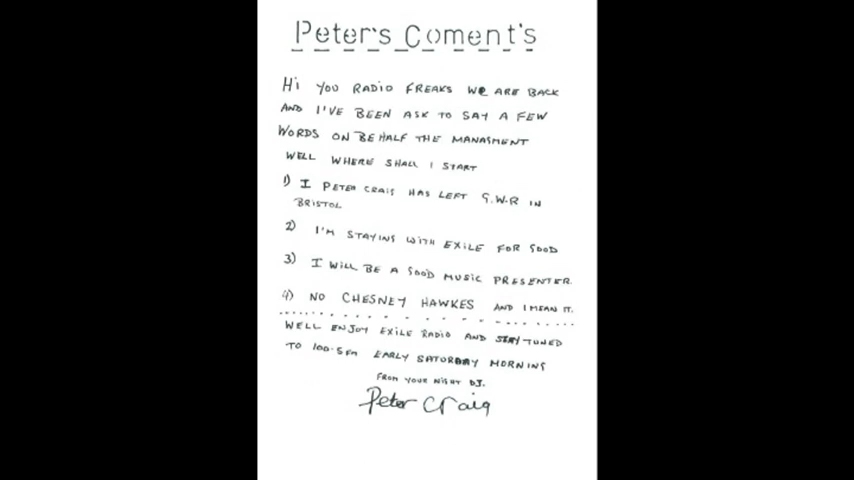 Peter's Coment's
Hi YOU RADIO FREAKS WE ARE BACK
AND I'VE BEEN ASK TO SAY A FEW
WORDS ON BEHALF THE MANASMENT
WELL WHERE SHALL I START
1) I PETER CRAIG HAS LEFT G.W.R IN
BRISTOL
2) I'M STAYING WITH EXILE FOR GOOD
3) I WILL BE A GOOD MUSIC PRESENTER.
4) NO CHESNEY HAWKES AND I MEAN IT.
WELL ENJOY EXILE RADIO AND STAY TUNED
TO 100.5FM EARLY SATURDAY MORNING
FROM YOUR NIGHT DJ.
Peter Craig